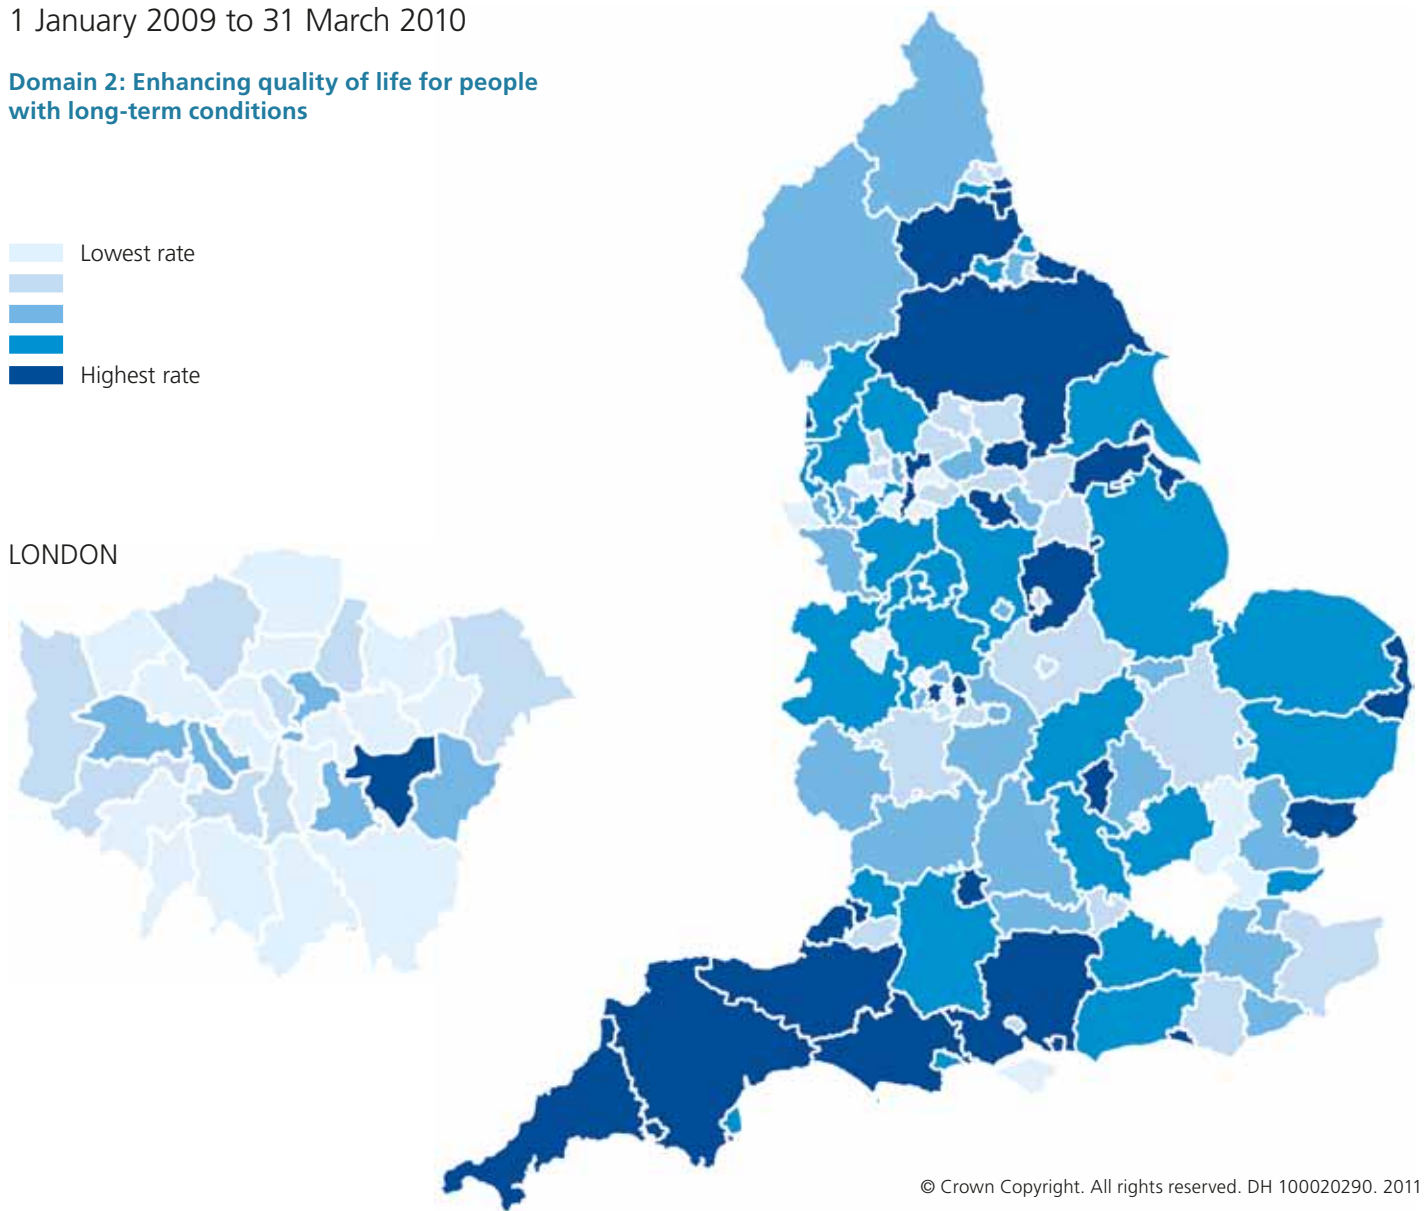 1 January 2009 to 31 March 2010
Domain 2: Enhancing quality of life for people
with long-term conditions
Lowest rate
Highest rate
LONDON
© Crown Copyright. All rights reserved. DH 100020290. 2011